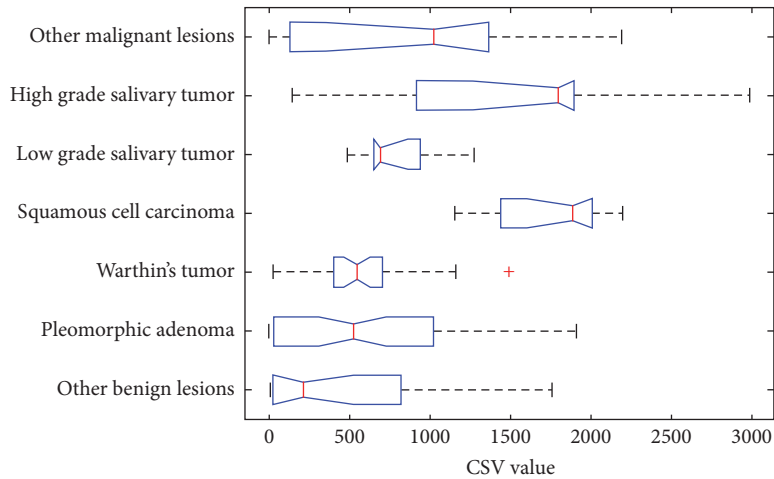 Other malignant lesions
High grade salivary tumor
Low grade salivary tumor
Squamous cell carcinoma
Warthin's tumor
Pleomorphic adenoma
Other benign lesions
0 500 1000 1500 2000 2500 3000
CSV value